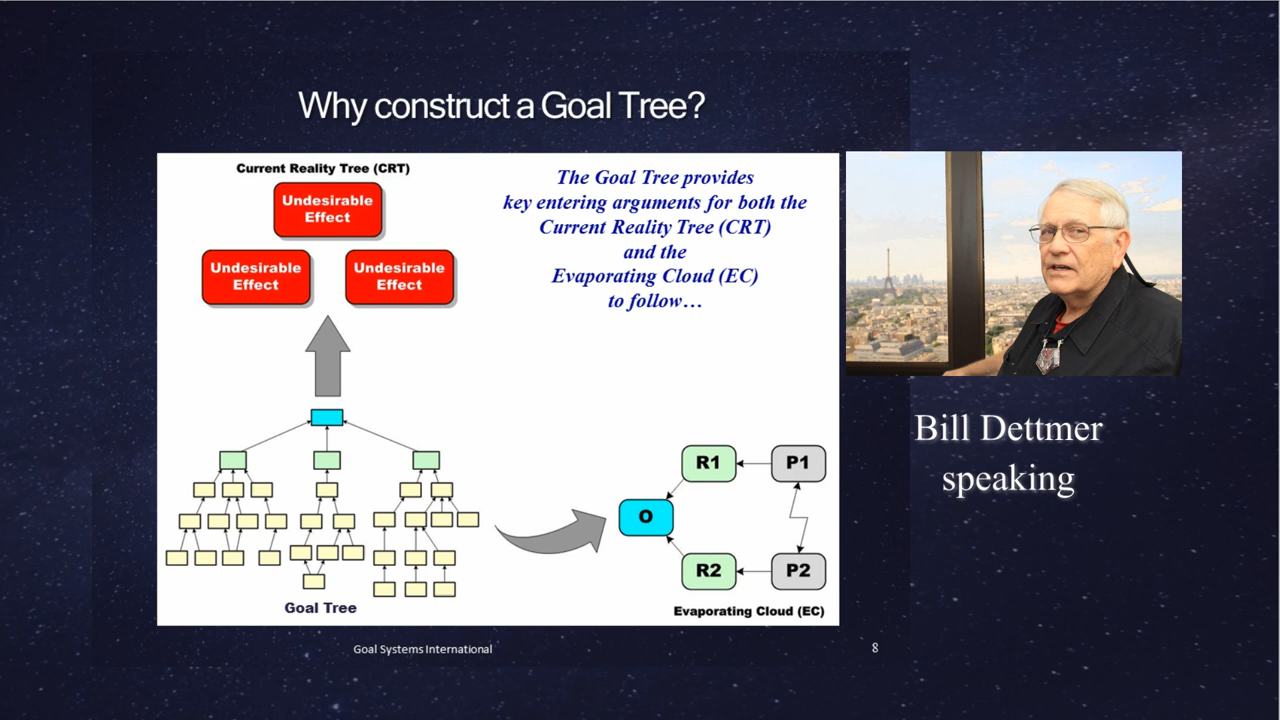 Why construct a Goal Tree?
Current Reality Tree (CRT)
Undesirable
Effect
Undesirable
Effect
Undesirable
Effect
The Goal Tree provides
key entering arguments for both the
Current Reality Tree (CRT)
and the
Evaporating Cloud (EC)
to follow…
Bill Dettmer
speaking
Goal Tree
R1
P1
O
R2
P2
Evaporating Cloud (EC)
Goal Systems International
8